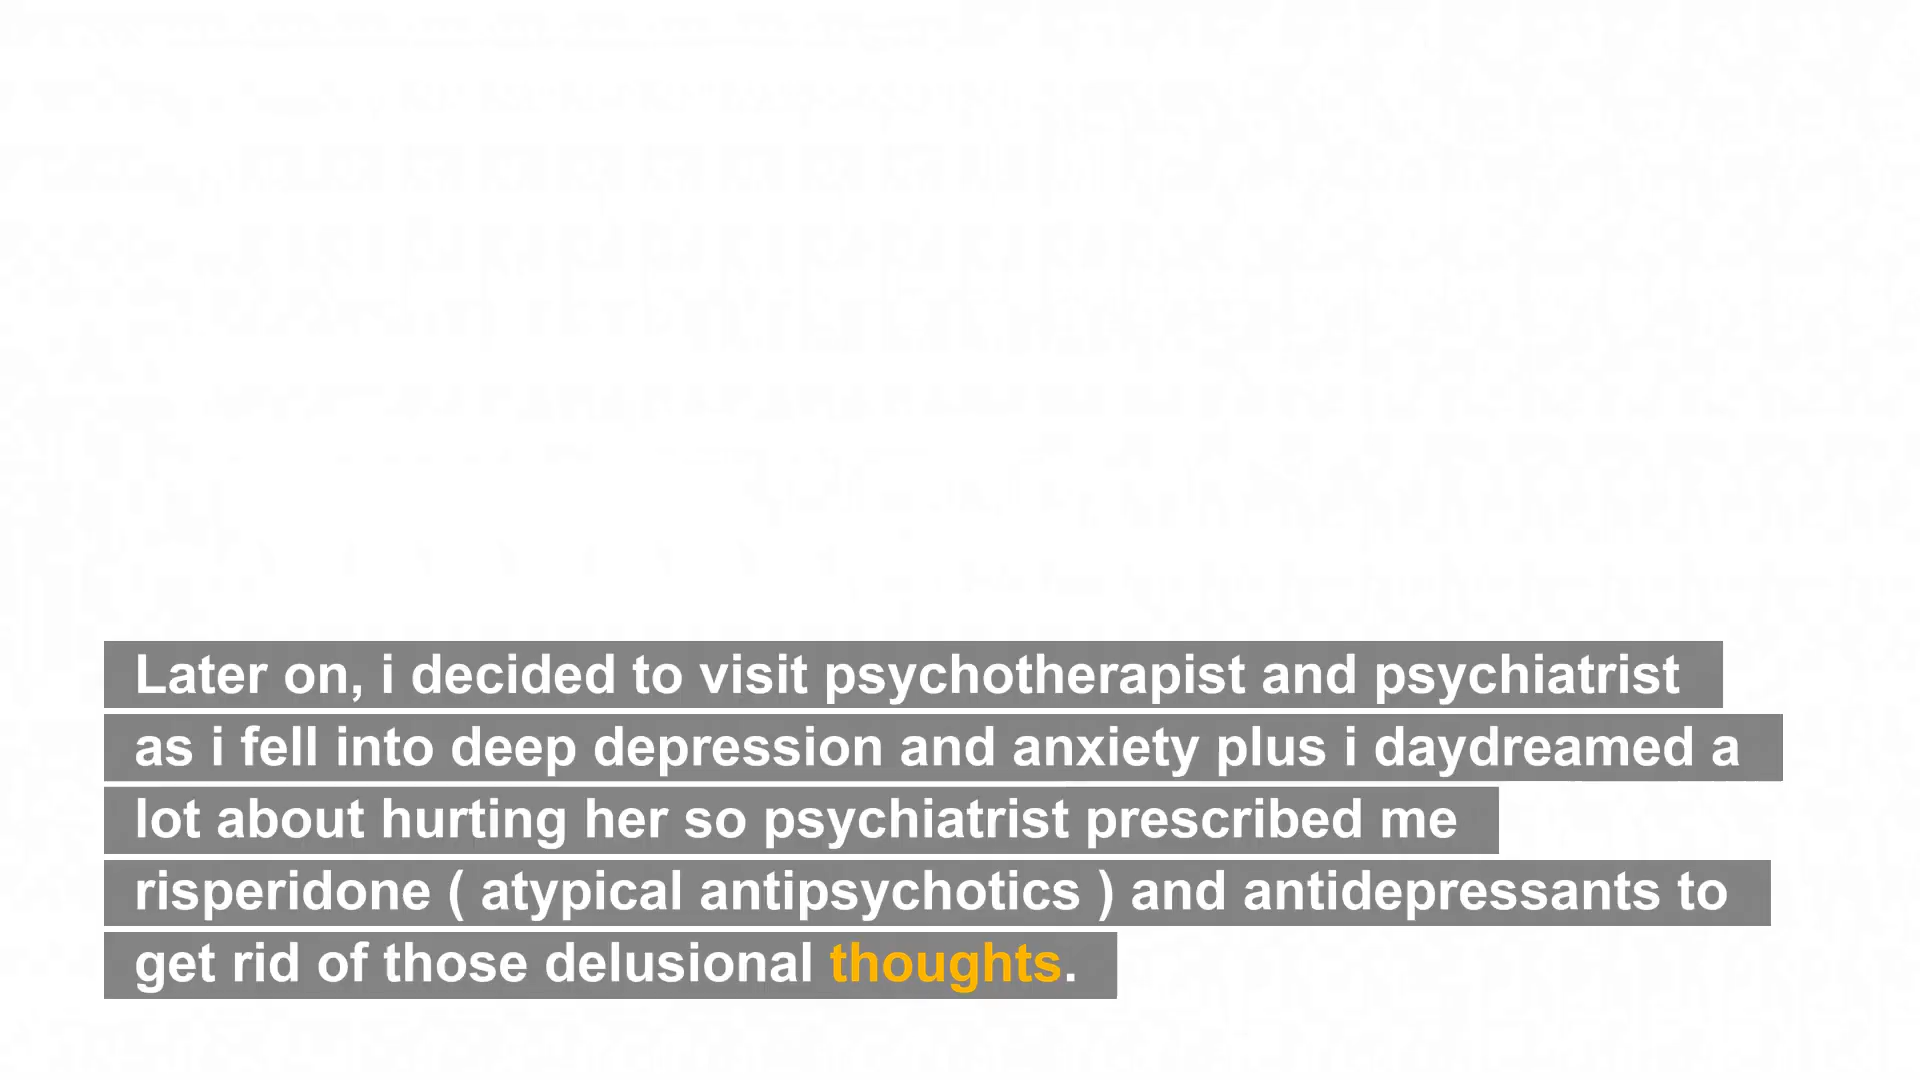 Later on, i decided to visit psychotherapist and psychiatrist
as i fell into deep depression and anxiety plus i daydreamed a
lot about hurting her so psychiatrist prescribed me
risperidone ( atypical antipsychotics ) and antidepressants to
get rid of those delusional thoughts.